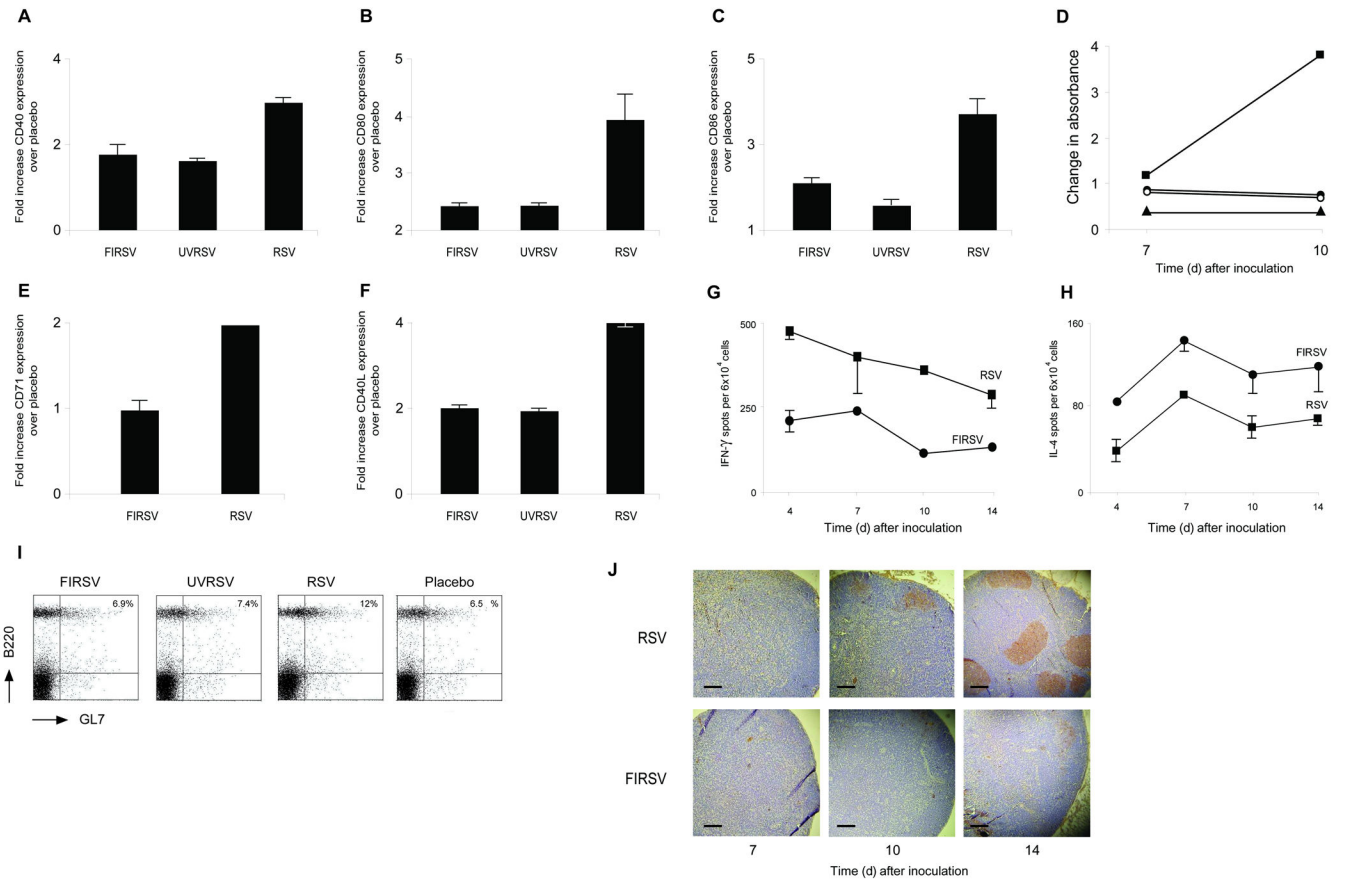 A
Fold increase CD40 expression
over placebo
4
2
0
FIRSV
UVRSV
RSV
B
Fold increase CD80 expression
over placebo
5
4
3
2
FIRSV
UVRSV
RSV
C
Fold increase CD86 expression
over placebo
5
3
1
FIRSV
UVRSV
RSV
D
Change in absorbance
4
3
2
1
0
7
10
Time (d) after inoculation
E
Fold increase CD71 expression
over placebo
2
1
0
FIRSV
RSV
F
Fold increase CD40L expression
over placebo
4
2
0
FIRSV
UVRSV
RSV
G
IFN-γ spots per 6x10⁴ cells
500
250
0
RSV
FIRSV
4
7
10
14
Time (d) after inoculation
H
IL-4 spots per 6x10⁴ cells
160
80
0
FIRSV
RSV
4
7
10
14
Time (d) after inoculation
I
FIRSV
UVRSV
RSV
Placebo
6.9%
7.4%
12%
6.5 %
B220
GL7
J
RSV
FIRSV
7
10
14
Time (d) after inoculation